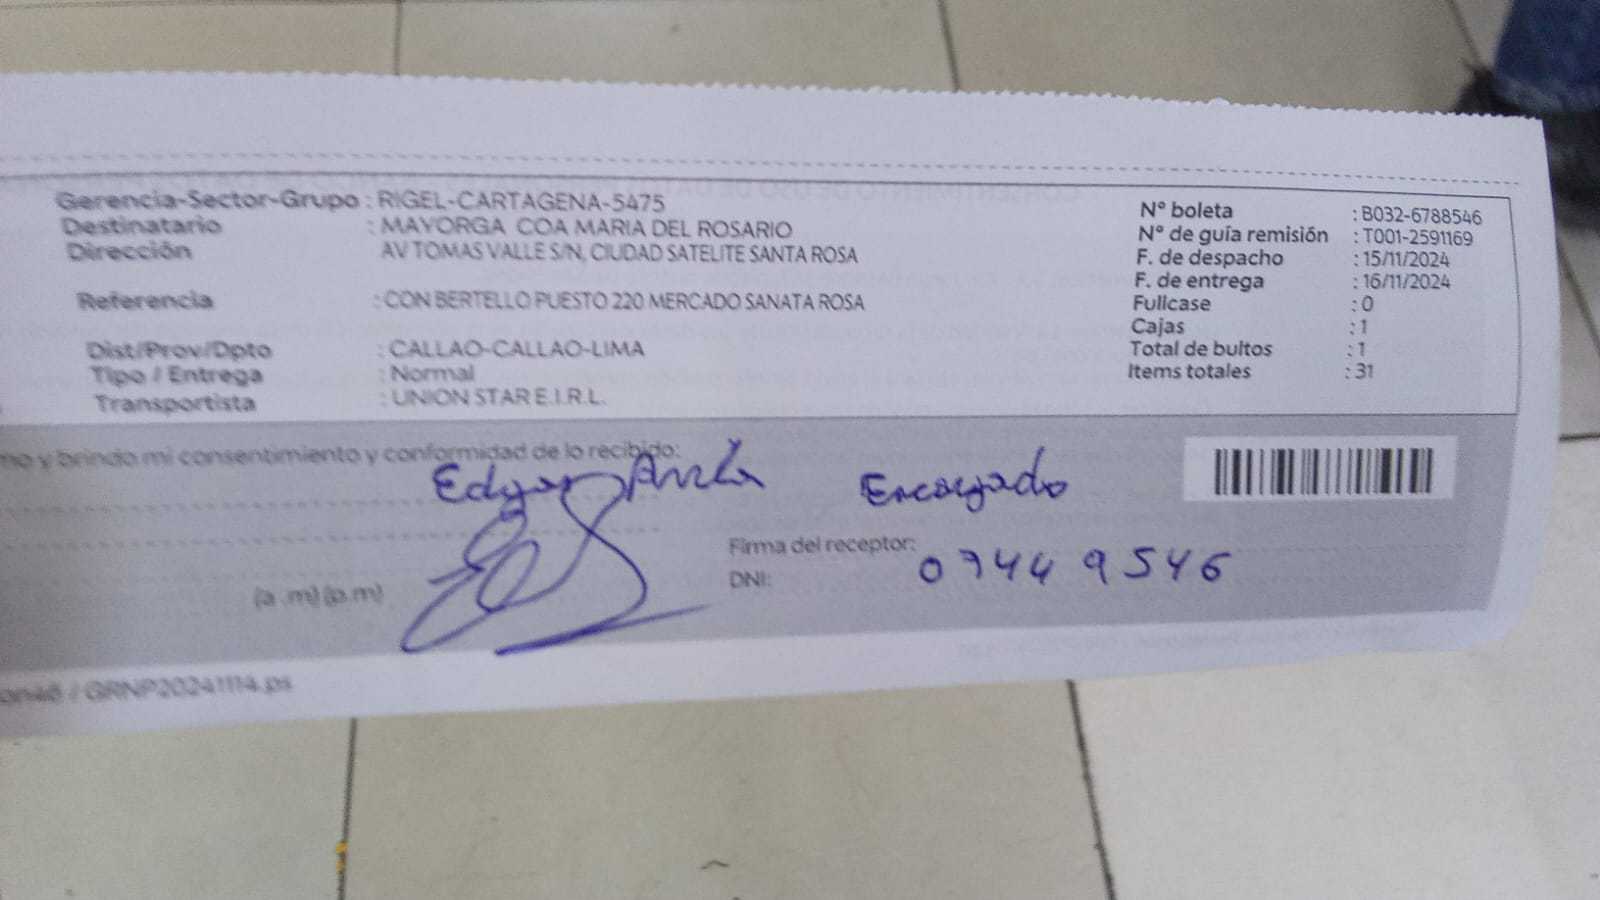 Gerencia-Sector-Grupo : RIGEL-CARTAGENA-5475
Destinatario : MAYORGA COA MARIA DEL ROSARIO
Dirección AV TOMAS VALLE S/N, CIUDAD SATELITE SANTA ROSA
Referencia : CON BERTELLO PUESTO 220 MERCADO SANATA ROSA
Dist/Prov/Dpto : CALLAO-CALLAO-LIMA
Tipo / Entrega : Normal
Transportista : UNION STAR E.I.R.L.
N° boleta : B032-6788546
N° de guía remisión : T001-2591169
F. de despacho : 15/11/2024
F. de entrega : 16/11/2024
Fullcase : 0
Cajas : 1
Total de bultos : 1
Items totales : 31
y brindo mi consentimiento y conformidad de lo recibido:
Edgar Encargado
Firma del receptor:
DNI: 07449546
(a .m) (p.m)
/ GRNP20241114.ps